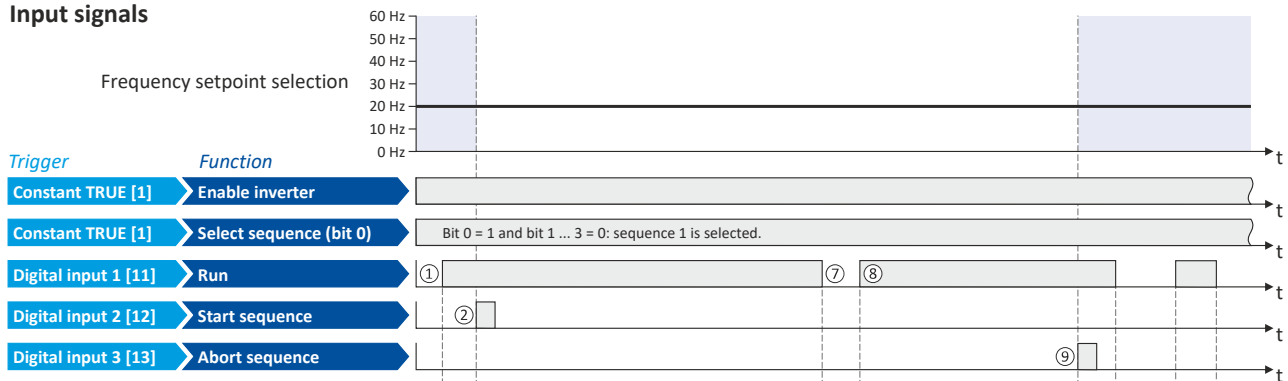 Input signals
60 Hz
50 Hz
40 Hz
Frequency setpoint selection
30 Hz
20 Hz
10 Hz
0 Hz
t
Trigger Function
Constant TRUE [1] Enable inverter
t
Constant TRUE [1] Select sequence (bit 0) Bit 0 = 1 and bit 1 ... 3 = 0: sequence 1 is selected.
t
Digital input 1 [11] Run ① ⑦ ⑧
t
Digital input 2 [12] Start sequence ②
t
Digital input 3 [13] Abort sequence ⑨
t